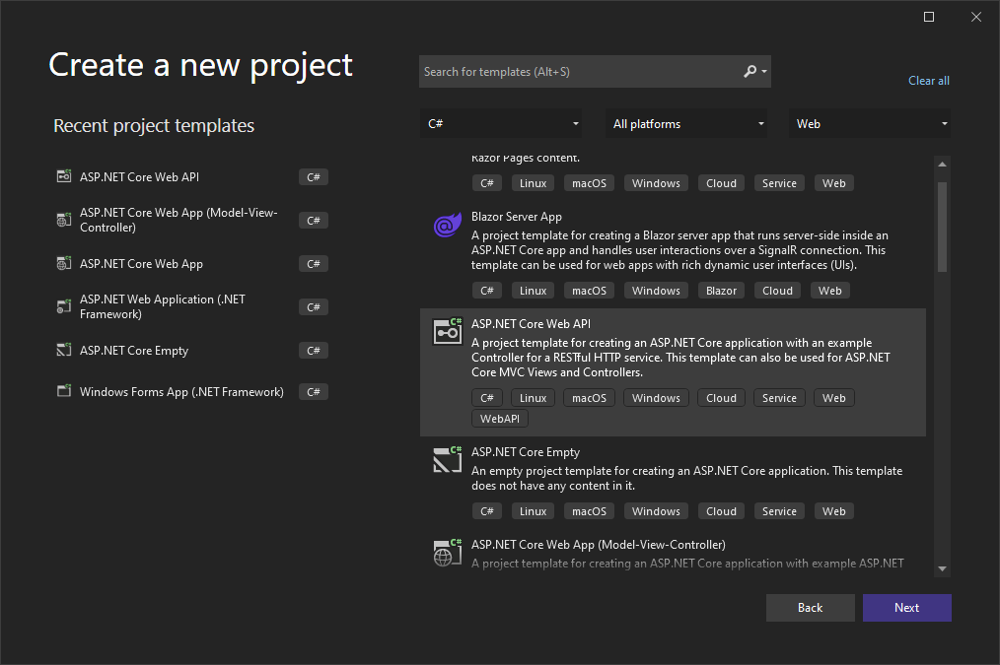 Create a new project
Search for templates (Alt+S)
Clear all
C#
All platforms
Web
Recent project templates
ASP.NET Core Web API
C#
ASP.NET Core Web App (Model-View-
Controller)
C#
ASP.NET Core Web App
C#
ASP.NET Web Application (.NET
Framework)
C#
ASP.NET Core Empty
C#
Windows Forms App (.NET Framework)
C#
Razor Pages content.
C# Linux macOS Windows Cloud Service Web
Blazor Server App
A project template for creating a Blazor server app that runs server-side inside an
ASP.NET Core app and handles user interactions over a SignalR connection. This
template can be used for web apps with rich dynamic user interfaces (UIs).
C# Linux macOS Windows Blazor Cloud Web
C#
ASP.NET Core Web API
A project template for creating an ASP.NET Core application with an example
Controller for a RESTful HTTP service. This template can also be used for ASP.NET
Core MVC Views and Controllers.
C# Linux macOS Windows Cloud Service Web
WebAPI
C#
ASP.NET Core Empty
An empty project template for creating an ASP.NET Core application. This template
does not have any content in it.
C# Linux macOS Windows Cloud Service Web
C#
ASP.NET Core Web App (Model-View-Controller)
A project template for creating an ASP.NET Core application with example ASP.NET
Back
Next